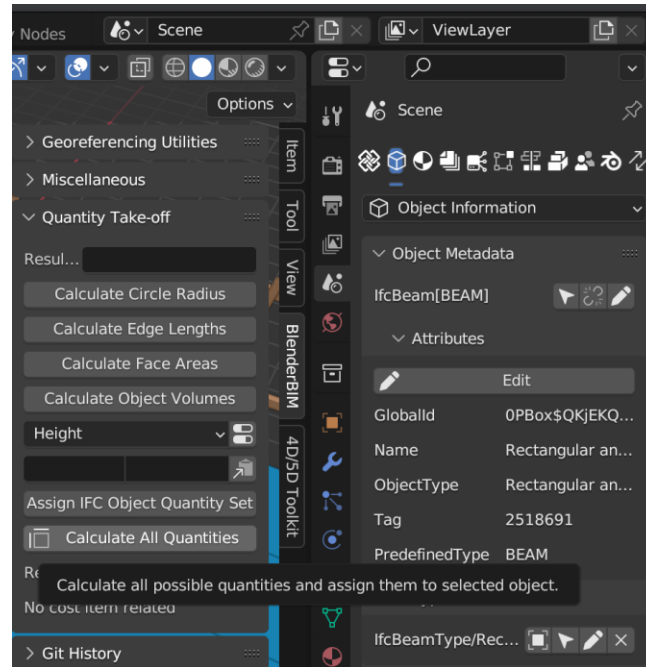 Nodes
Scene
ViewLayer
Options
Georeferencing Utilities
Miscellaneous
Quantity Take-off
Resul...
Calculate Circle Radius
Calculate Edge Lengths
Calculate Face Areas
Calculate Object Volumes
Height
Assign IFC Object Quantity Set
Calculate All Quantities
Re
Calculate all possible quantities and assign them to selected object.
No cost item related
Git History
Item
Tool
View
BlenderBIM
4D/5D Toolkit
Scene
Object Information
Object Metadata
IfcBeam[BEAM]
Attributes
Edit
GlobalId 0PBox$QKjEKQ...
Name Rectangular an...
ObjectType Rectangular an...
Tag 2518691
PredefinedType BEAM
IfcBeamType/Rec...